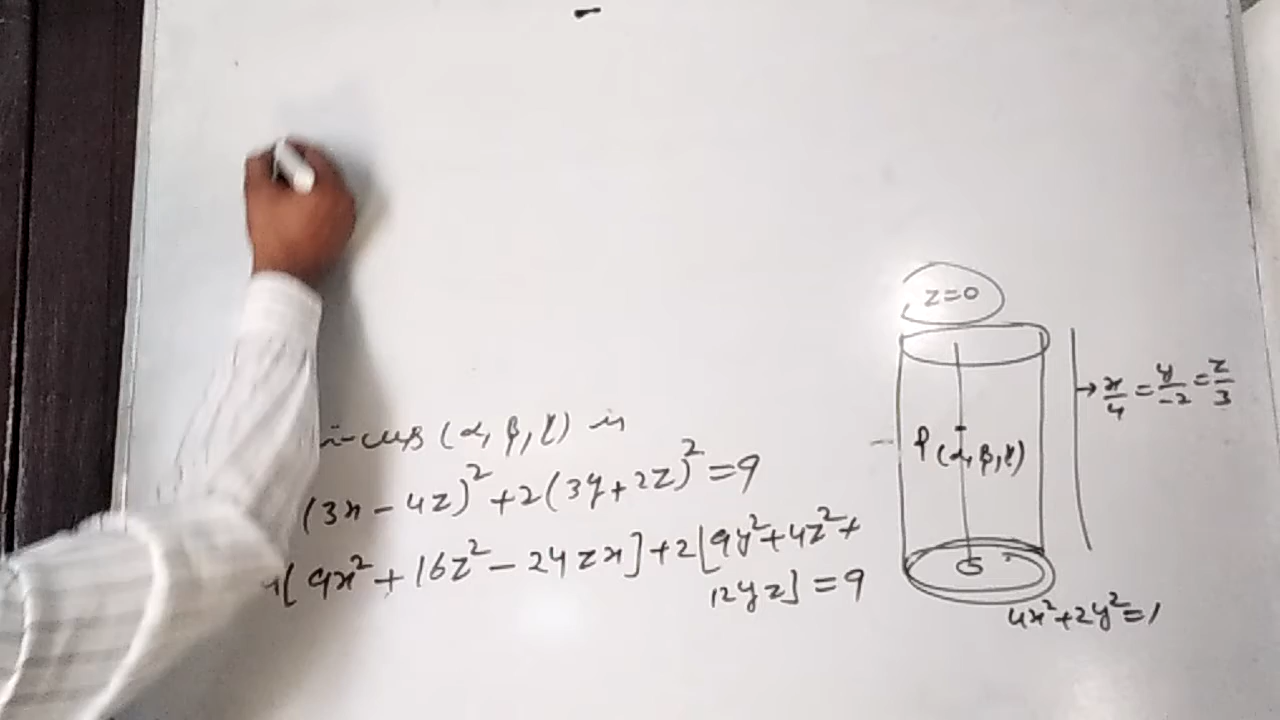 (α, β, γ) is
(3x - 4z)² + 2(3y + 2z)² = 9
[9x² + 16z² - 24zx] + 2[9y² + 4z² +
12yz] = 9
z=0
P(α, β, γ)
→ x/4 = y/-2 = z/3
4x² + 2y² = 1